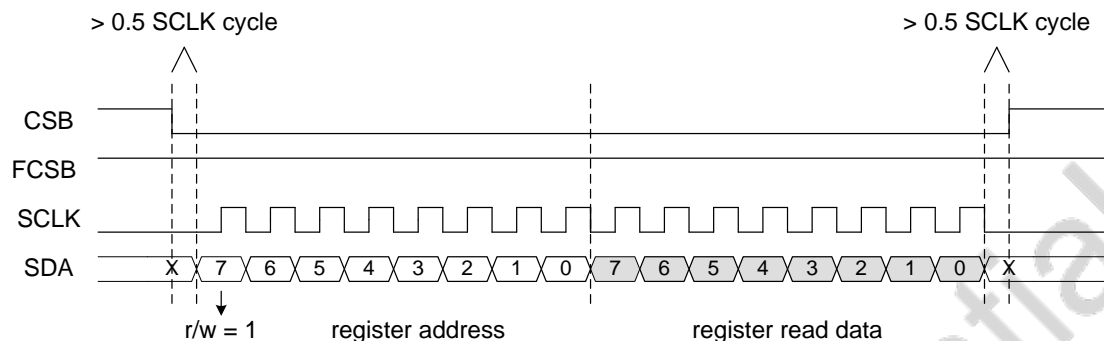 > 0.5 SCLK cycle > 0.5 SCLK cycle
CSB
FCSB
SCLK
SDA X 7 6 5 4 3 2 1 0 7 6 5 4 3 2 1 0 X
r/w = 1 register address register read data